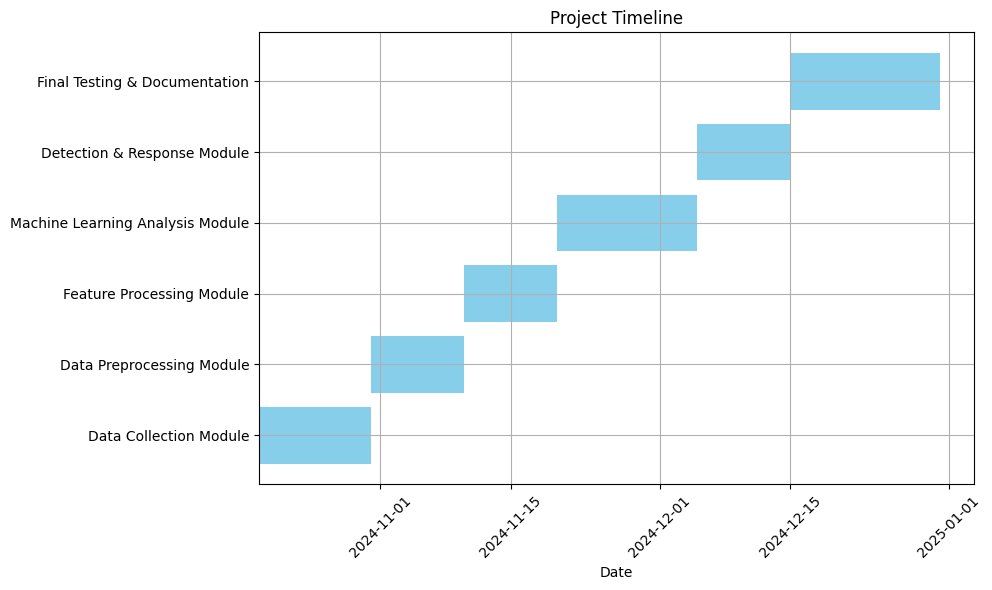 Project Timeline
Final Testing & Documentation
Detection & Response Module
Machine Learning Analysis Module
Feature Processing Module
Data Preprocessing Module
Data Collection Module
2024-11-01
2024-11-15
2024-12-01
2024-12-15
2025-01-01
Date